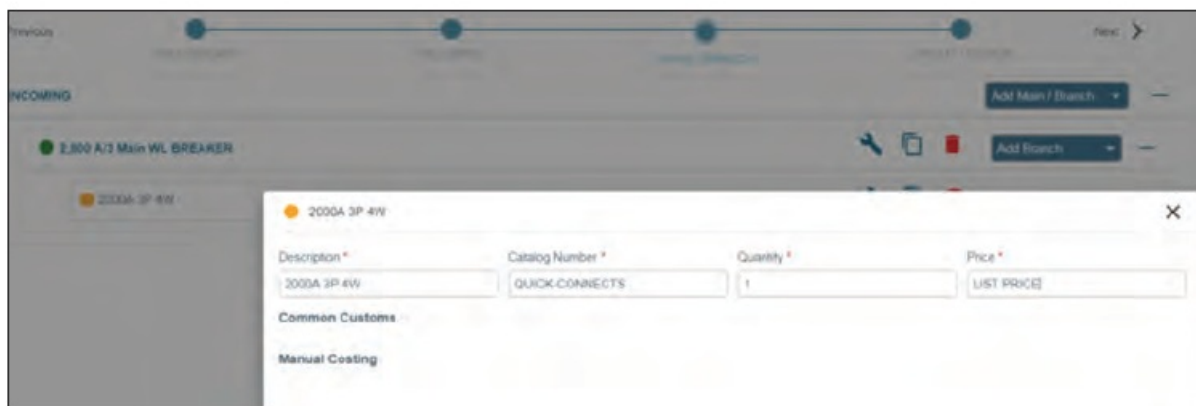 Previous
Next
INCOMING
Add Main / Branch
2,000 A/3 Main WL BREAKER
Add Branch
2000A 3P 4W
2000A 3P 4W
Description *
Catalog Number *
Quantity *
Price *
2000A 3P 4W
QUICK-CONNECTS
1
LIST PRICE
Common Customs
Manual Costing